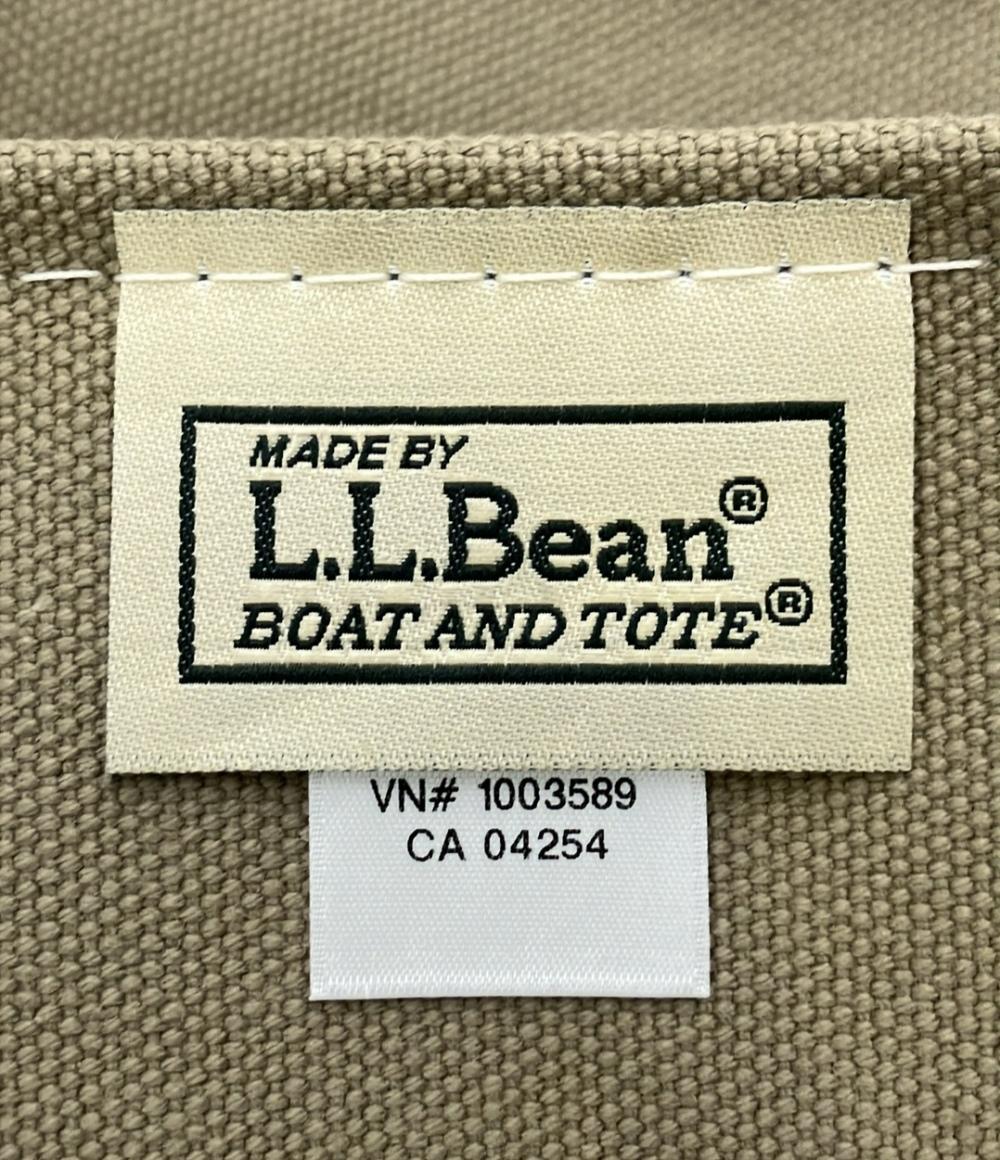 MADE BY
L.L.Bean®
BOAT AND TOTE®
VN# 1003589
CA 04254